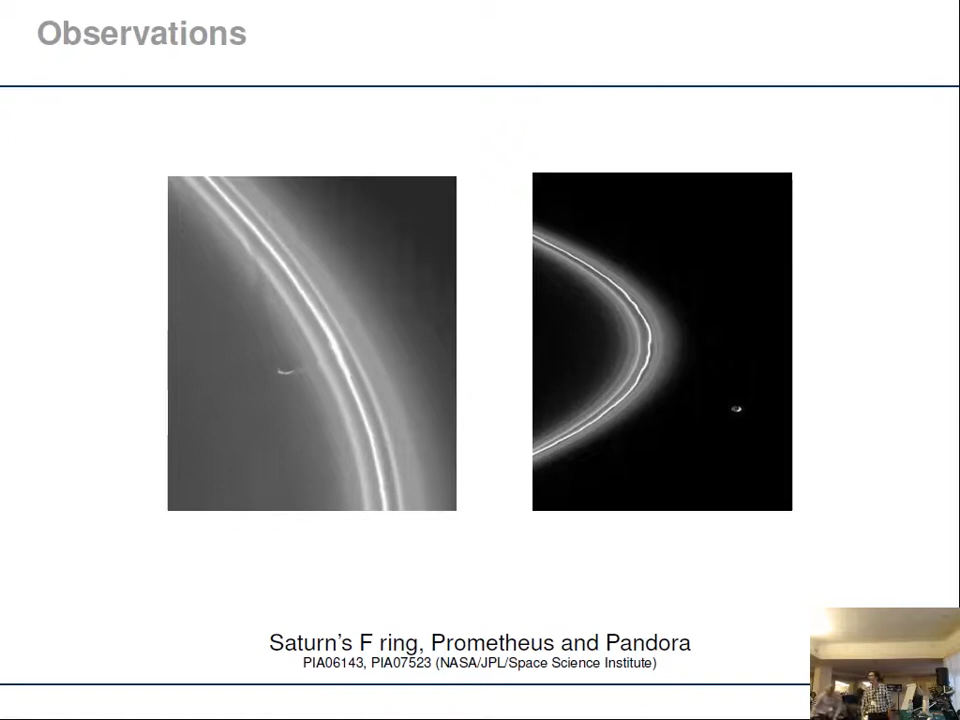 Observations
Saturn's F ring, Prometheus and Pandora
PIA06143, PIA07523 (NASA/JPL/Space Science Institute)